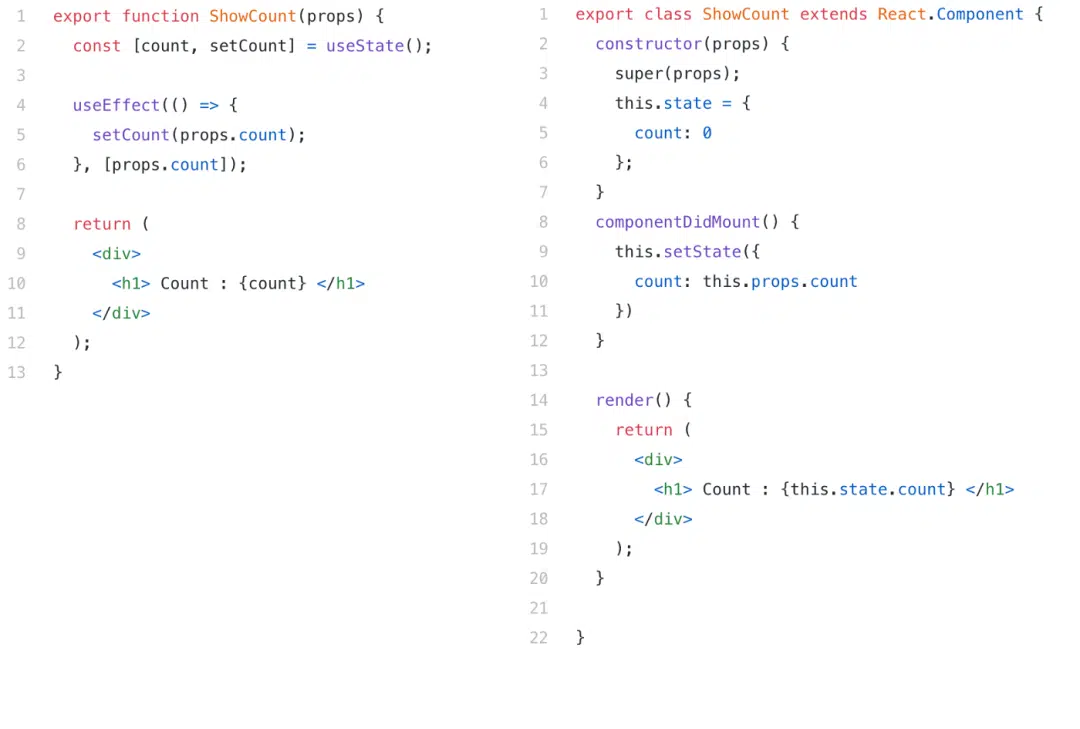 1 export function ShowCount(props) {
2 const [count, setCount] = useState();
3
4 useEffect(() => {
5 setCount(props.count);
6 }, [props.count]);
7
8 return (
9 <div>
10 <h1> Count : {count} </h1>
11 </div>
12 );
13 }
1 export class ShowCount extends React.Component {
2 constructor(props) {
3 super(props);
4 this.state = {
5 count: 0
6 };
7 }
8 componentDidMount() {
9 this.setState({
10 count: this.props.count
11 })
12 }
13
14 render() {
15 return (
16 <div>
17 <h1> Count : {this.state.count} </h1>
18 </div>
19 );
20 }
21
22 }